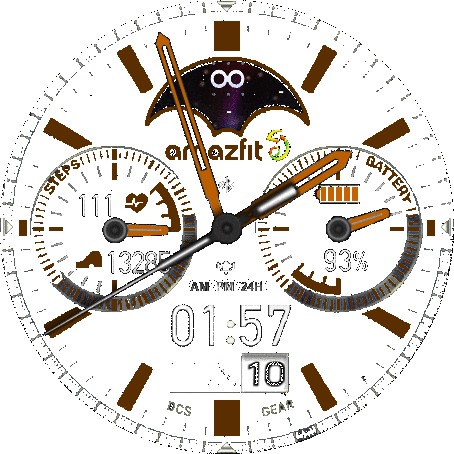 amazfit
STEPS
BATTERY
111
13285
93%
AM PM 24H
01:57
10
BCS GEAR